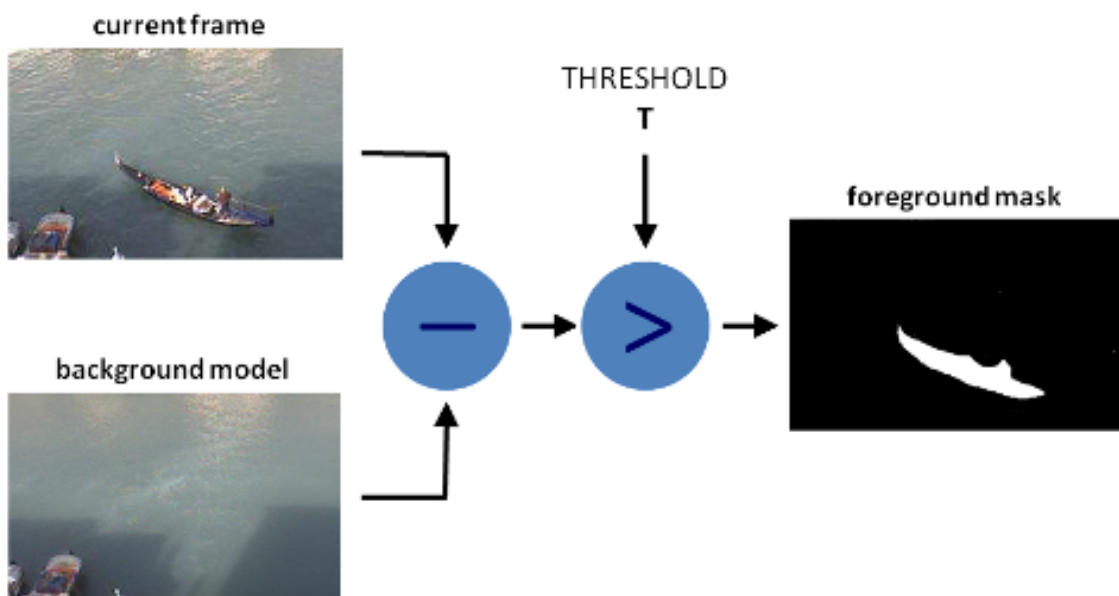 current frame
THRESHOLD
T
foreground mask
background model